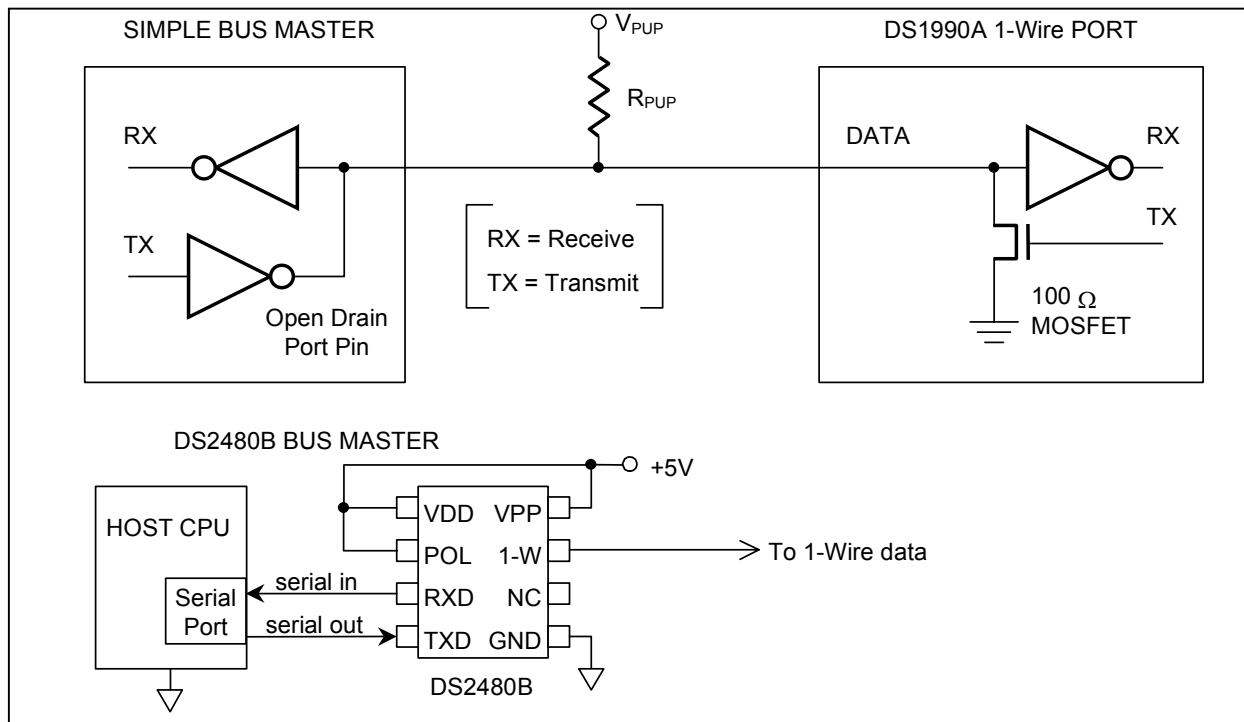 SIMPLE BUS MASTER
VPUP
DS1990A 1-Wire PORT
RPUP
RX
DATA
RX
TX
RX = Receive
TX = Transmit
TX
Open Drain
Port Pin
100 Ω
MOSFET
DS2480B BUS MASTER
+5V
HOST CPU
VDD
VPP
POL
1-W
To 1-Wire data
serial in
RXD
NC
Serial
Port
serial out
TXD
GND
DS2480B